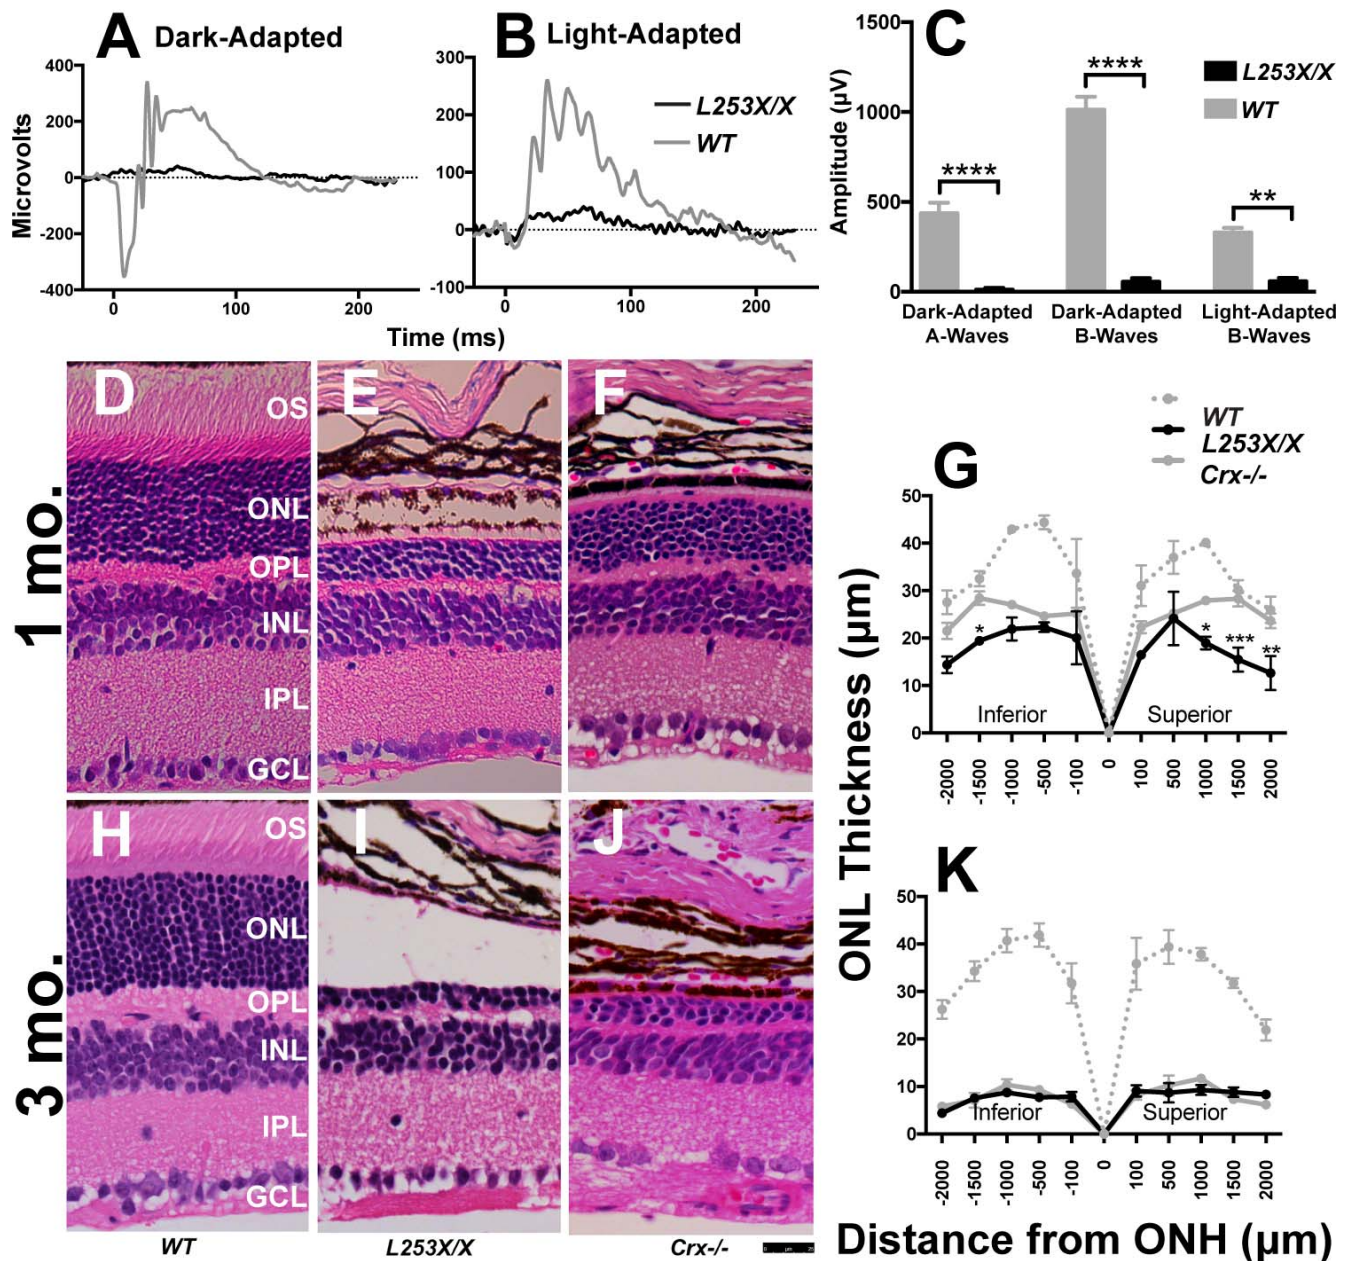 A Dark-Adapted
Microvolts
400
200
0
-200
-400
0 100 200
B Light-Adapted
300
200
100
0
-100
0 100 200
L253X/X
WT
Time (ms)
C
Amplitude (µV)
1500
1000
500
0
**** **** **
L253X/X
WT
Dark-Adapted A-Waves
Dark-Adapted B-Waves
Light-Adapted B-Waves
1 mo.
D
OS
ONL
OPL
INL
IPL
GCL
E
F
WT
L253X/X
Crx-/-
G
50
40
30
20
10
0
* * *** **
Inferior Superior
-2000 -1500 -1000 -500 -100 0 100 500 1000 1500 2000
3 mo.
H
OS
ONL
OPL
INL
IPL
GCL
I
J
WT L253X/X Crx-/-
ONL Thickness (µm)
K
50
40
30
20
10
0
Inferior Superior
-2000 -1500 -1000 -500 -100 0 100 500 1000 1500 2000
Distance from ONH (µm)